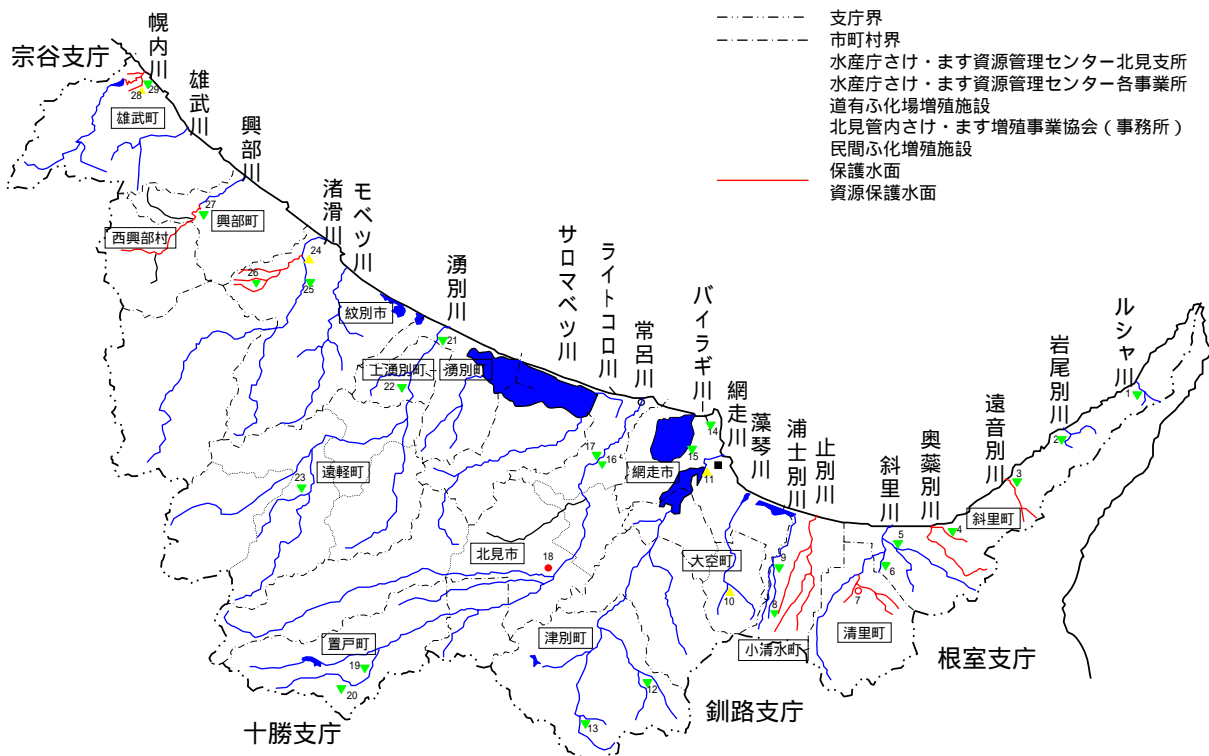 支庁界
市町村界
水産庁さけ・ます資源管理センター北見支所
水産庁さけ・ます資源管理センター各事業所
道有ふ化場増殖施設
北見管内さけ・ます増殖事業協会（事務所）
民間ふ化増殖施設
保護水面
資源保護水面
宗谷支庁
幌内川
雄武川
興部川
渚滑川
モベツ川
湧別川
サロマベツ川
ライトコロ川
常呂川
バイラギ川
網走川
藻琴川
浦士別川
止別川
斜里川
奥蘂別川
遠音別川
岩尾別川
ルシャ川
28
29
雄武町
27
興部町
西興部村
24
26
25
紋別市
21
上湧別町
湧別町
22
23
遠軽町
17
16
14
15
網走市
11
1
2
3
4
斜里町
5
6
7
清里町
18
北見市
大空町
9
10
8
小清水町
置戸町
19
20
津別町
12
13
十勝支庁
釧路支庁
根室支庁